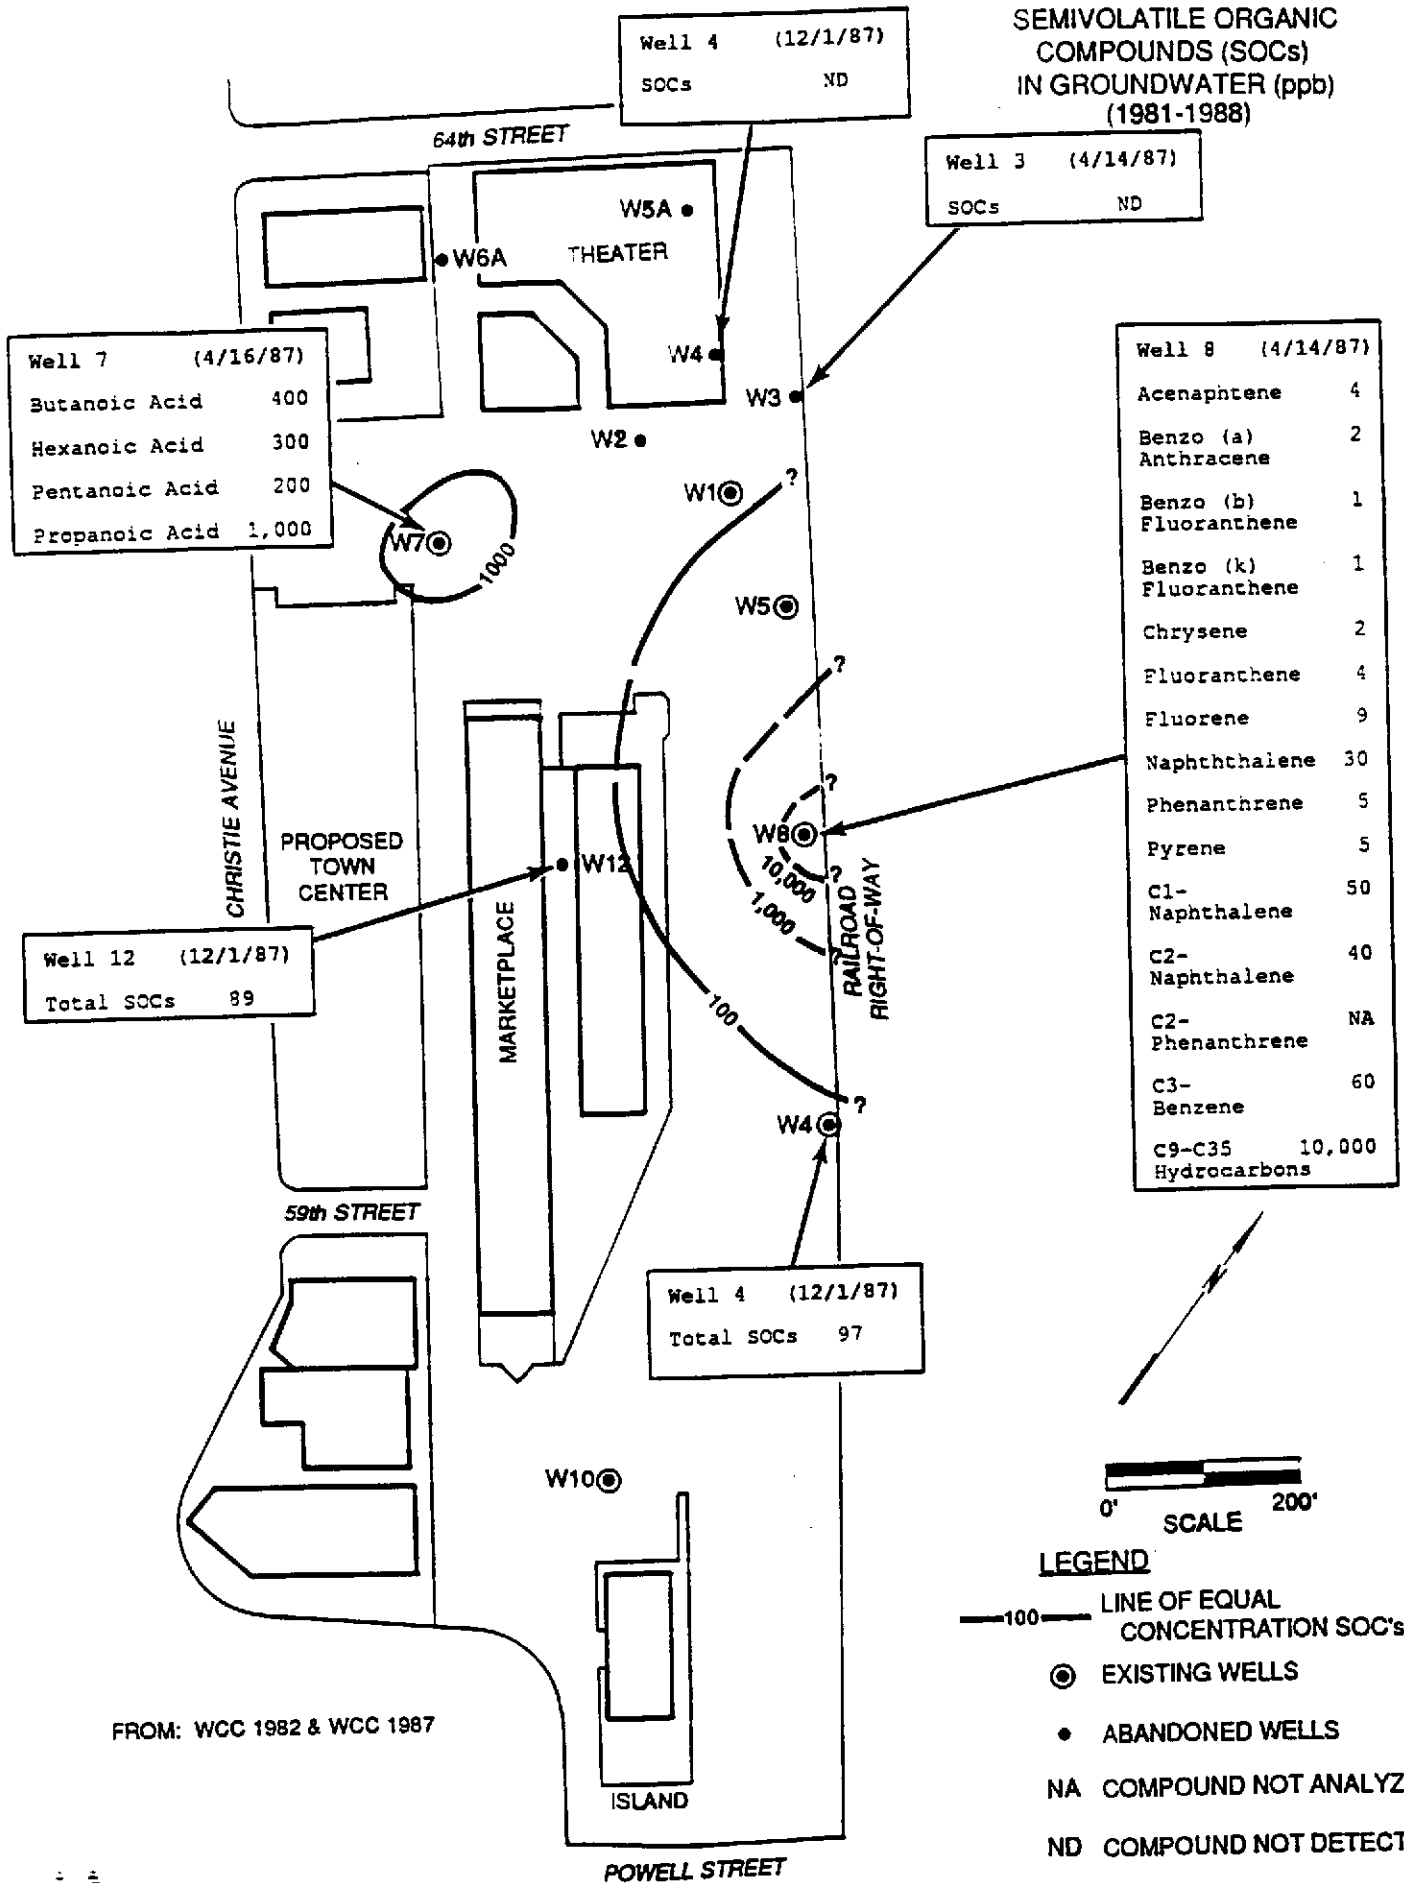 SEMIVOLATILE ORGANIC
COMPOUNDS (SOCs)
IN GROUNDWATER (ppb)
(1981-1988)
Well 4 (12/1/87)
SOCs ND
64th STREET
Well 3 (4/14/87)
SOCs ND
W5A
THEATER
W6A
W4
W3
W2
W1
Well 7 (4/16/87)
Butanoic Acid 400
Hexanoic Acid 300
Pentanoic Acid 200
Propanoic Acid 1,000
W7
1000
?
W5
?
Well 8 (4/14/87)
Acenaphtene 4
Benzo (a) 2
Anthracene
Benzo (b) 1
Fluoranthene
Benzo (k) 1
Fluoranthene
Chrysene 2
Fluoranthene 4
Fluorene 9
Naphththalene 30
Phenanthrene 5
Pyrene 5
C1- 50
Naphthalene
C2- 40
Naphthalene
C2- NA
Phenanthrene
C3- 60
Benzene
C9-C35 10,000
Hydrocarbons
CHRISTIE AVENUE
PROPOSED
TOWN
CENTER
MARKETPLACE
W12
?
W8
10,000
?
1,000
?
RAILROAD
RIGHT-OF-WAY
Well 12 (12/1/87)
Total SOCs 89
100
?
W4
59th STREET
Well 4 (12/1/87)
Total SOCs 97
N
W10
0' 200'
SCALE
LEGEND
100 LINE OF EQUAL
CONCENTRATION SOC's
EXISTING WELLS
ABANDONED WELLS
NA COMPOUND NOT ANALYZ
ND COMPOUND NOT DETECT
FROM: WCC 1982 & WCC 1987
ISLAND
POWELL STREET